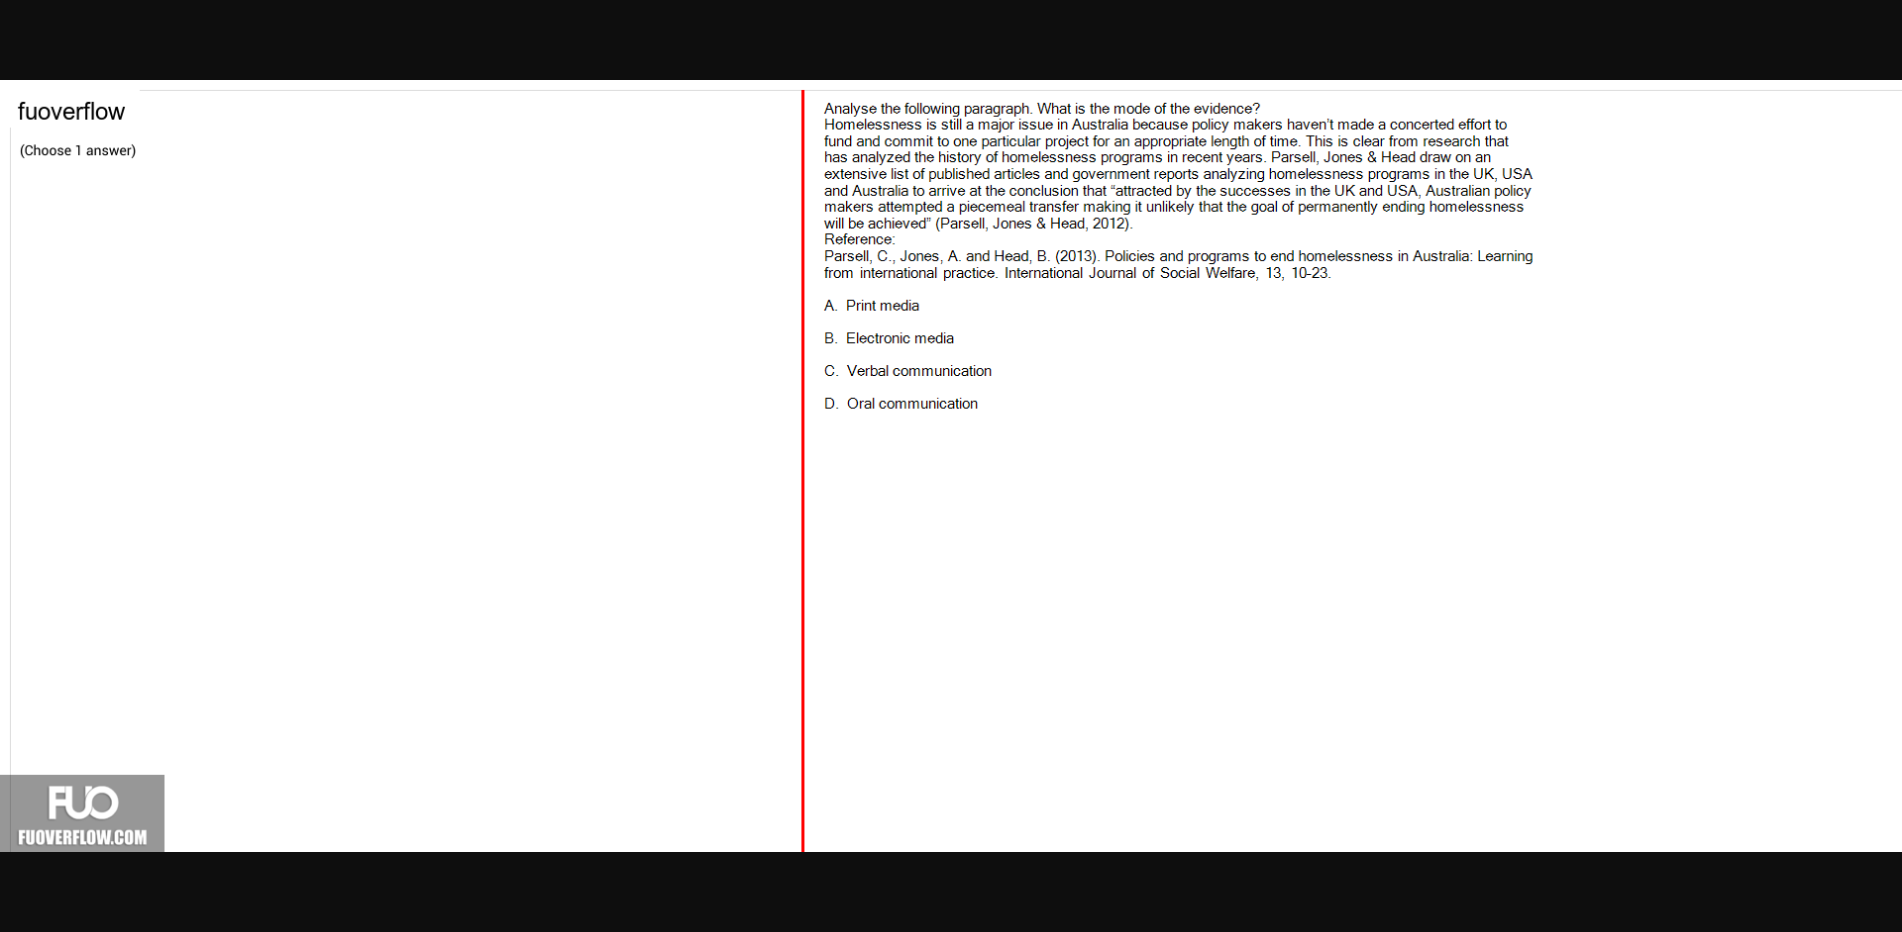 fuoverflow
(Choose 1 answer)
Analyse the following paragraph. What is the mode of the evidence?
Homelessness is still a major issue in Australia because policy makers haven't made a concerted effort to
fund and commit to one particular project for an appropriate length of time. This is clear from research that
has analyzed the history of homelessness programs in recent years. Parsell, Jones & Head draw on an
extensive list of published articles and government reports analyzing homelessness programs in the UK, USA
and Australia to arrive at the conclusion that “attracted by the successes in the UK and USA, Australian policy
makers attempted a piecemeal transfer making it unlikely that the goal of permanently ending homelessness
will be achieved” (Parsell, Jones & Head, 2012).
Reference:
Parsell, C., Jones, A. and Head, B. (2013). Policies and programs to end homelessness in Australia: Learning
from international practice. International Journal of Social Welfare, 13, 10-23.
A. Print media
B. Electronic media
C. Verbal communication
D. Oral communication
FUO
FUOVERFLOW.COM